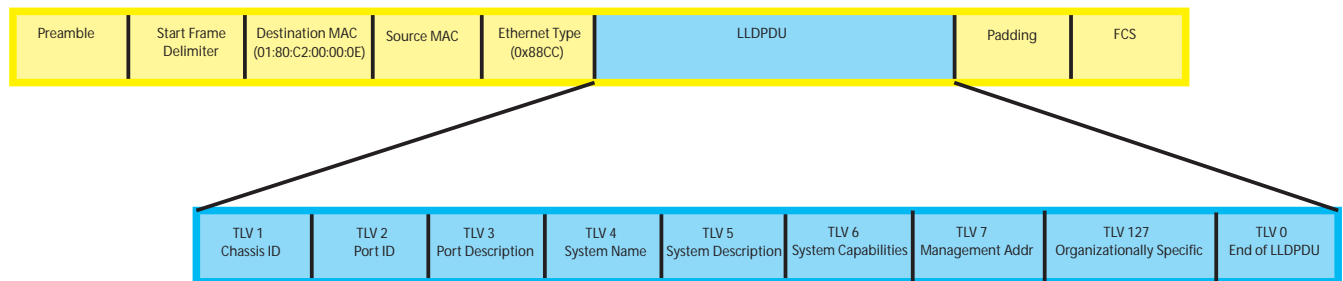 Preamble
Start Frame
Delimiter
Destination MAC
(01:80:C2:00:00:0E)
Source MAC
Ethernet Type
(0x88CC)
LLDPDU
Padding
FCS
TLV 1
Chassis ID
TLV 2
Port ID
TLV 3
Port Description
TLV 4
System Name
TLV 5
System Description
TLV 6
System Capabilities
TLV 7
Management Addr
TLV 127
Organizationally Specific
TLV 0
End of LLDPDU